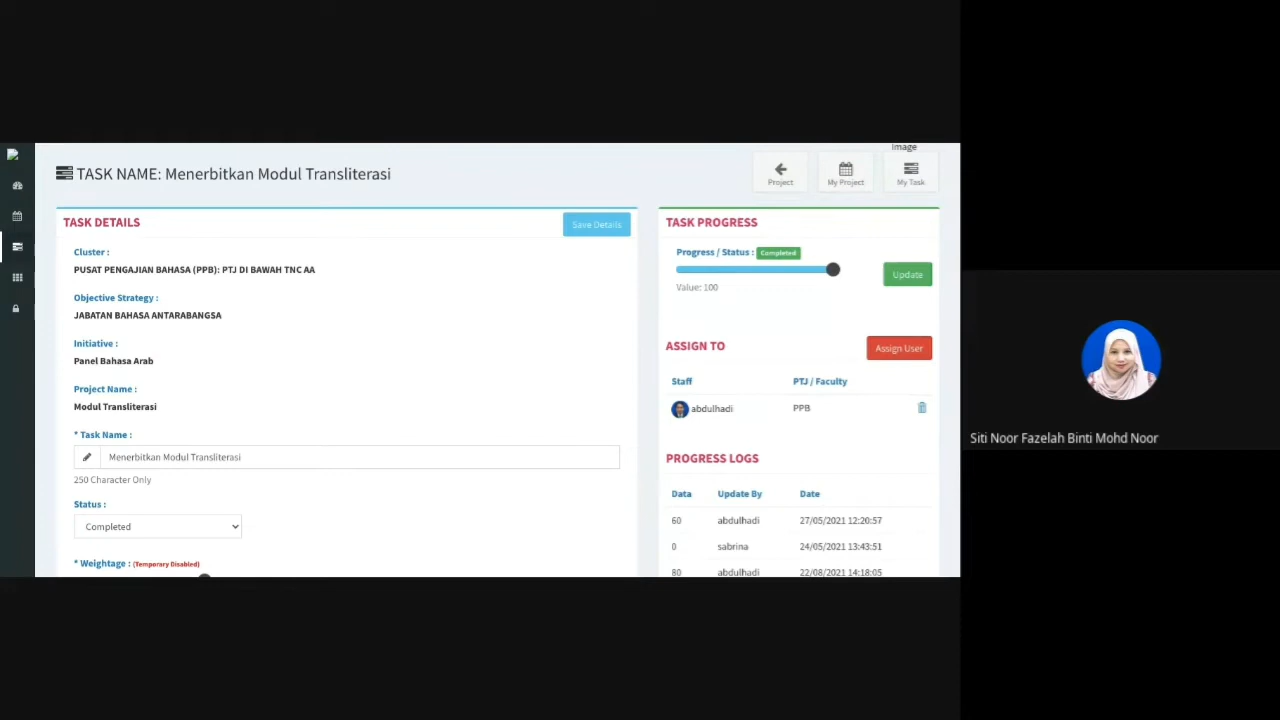 Image
TASK NAME: Menerbitkan Modul Transliterasi
Project
My Project
My Task
TASK DETAILS
Save Details
Cluster :
PUSAT PENGAJIAN BAHASA (PPB): PTJ DI BAWAH TNC AA
Objective Strategy :
JABATAN BAHASA ANTARABANGSA
Initiative :
Panel Bahasa Arab
Project Name :
Modul Transliterasi
* Task Name :
Menerbitkan Modul Transliterasi
250 Character Only
Status :
Completed
* Weightage : (Temporary Disabled)
TASK PROGRESS
Progress / Status : Completed
Value: 100
Update
ASSIGN TO
Assign User
Staff PTJ / Faculty
abdulhadi PPB
PROGRESS LOGS
Data Update By Date
60 abdulhadi 27/05/2021 12:20:57
0 sabrina 24/05/2021 13:43:51
80 abdulhadi 22/08/2021 14:18:05
Siti Noor Fazelah Binti Mohd Noor